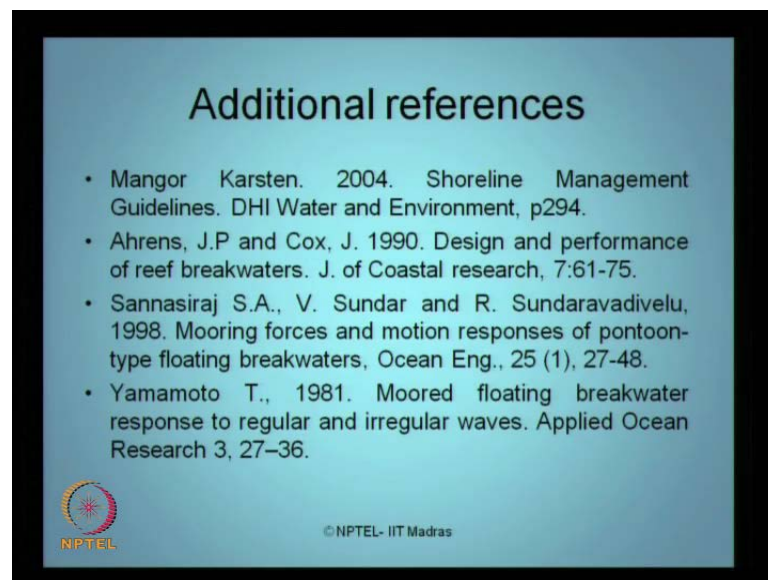 Additional references
• Mangor Karsten. 2004. Shoreline Management
Guidelines. DHI Water and Environment, p294.
• Ahrens, J.P and Cox, J. 1990. Design and performance
of reef breakwaters. J. of Coastal research, 7:61-75.
• Sannasiraj S.A., V. Sundar and R. Sundaravadivelu,
1998. Mooring forces and motion responses of pontoon-
type floating breakwaters, Ocean Eng., 25 (1), 27-48.
• Yamamoto T., 1981. Moored floating breakwater
response to regular and irregular waves. Applied Ocean
Research 3, 27–36.
NPTEL
©NPTEL- IIT Madras